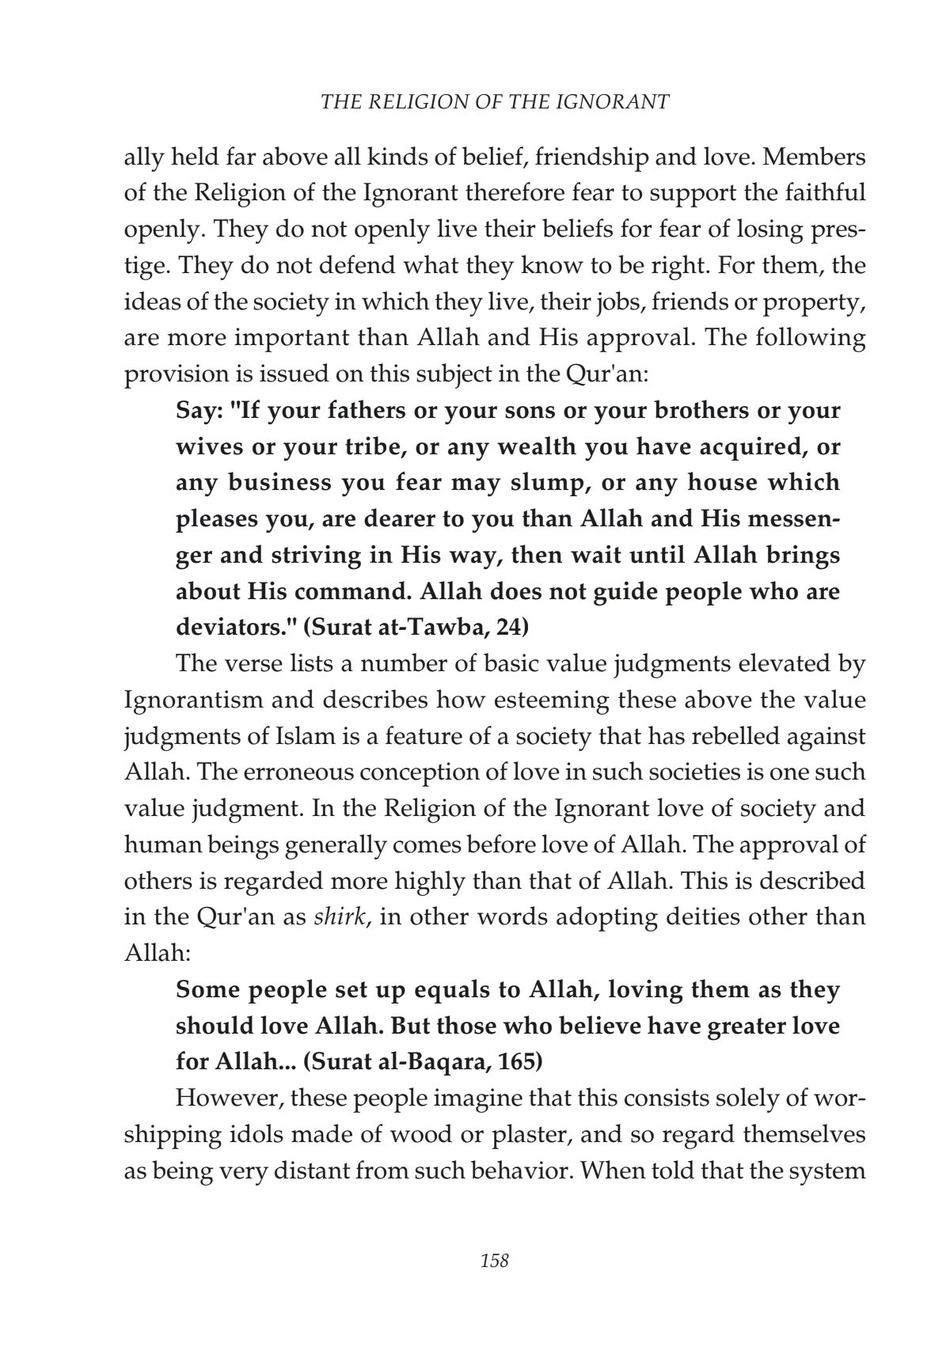 THE RELIGION OF THE IGNORANT
ally held far above all kinds of belief, friendship and love. Members
of the Religion of the Ignorant therefore fear to support the faithful
openly. They do not openly live their beliefs for fear of losing pres-
tige. They do not defend what they know to be right. For them, the
ideas of the society in which they live, their jobs, friends or property,
are more important than Allah and His approval. The following
provision is issued on this subject in the Qur'an:
Say: "If your fathers or your sons or your brothers or your
wives or your tribe, or any wealth you have acquired, or
any business you fear may slump, or any house which
pleases you, are dearer to you than Allah and His messen-
ger and striving in His way, then wait until Allah brings
about His command. Allah does not guide people who are
deviators." (Surat at-Tawba, 24)
The verse lists a number of basic value judgments elevated by
Ignorantism and describes how esteeming these above the value
judgments of Islam is a feature of a society that has rebelled against
Allah. The erroneous conception of love in such societies is one such
value judgment. In the Religion of the Ignorant love of society and
human beings generally comes before love of Allah. The approval of
others is regarded more highly than that of Allah. This is described
in the Qur'an as shirk, in other words adopting deities other than
Allah:
Some people set up equals to Allah, loving them as they
should love Allah. But those who believe have greater love
for Allah... (Surat al-Baqara, 165)
However, these people imagine that this consists solely of wor-
shipping idols made of wood or plaster, and so regard themselves
as being very distant from such behavior. When told that the system
158